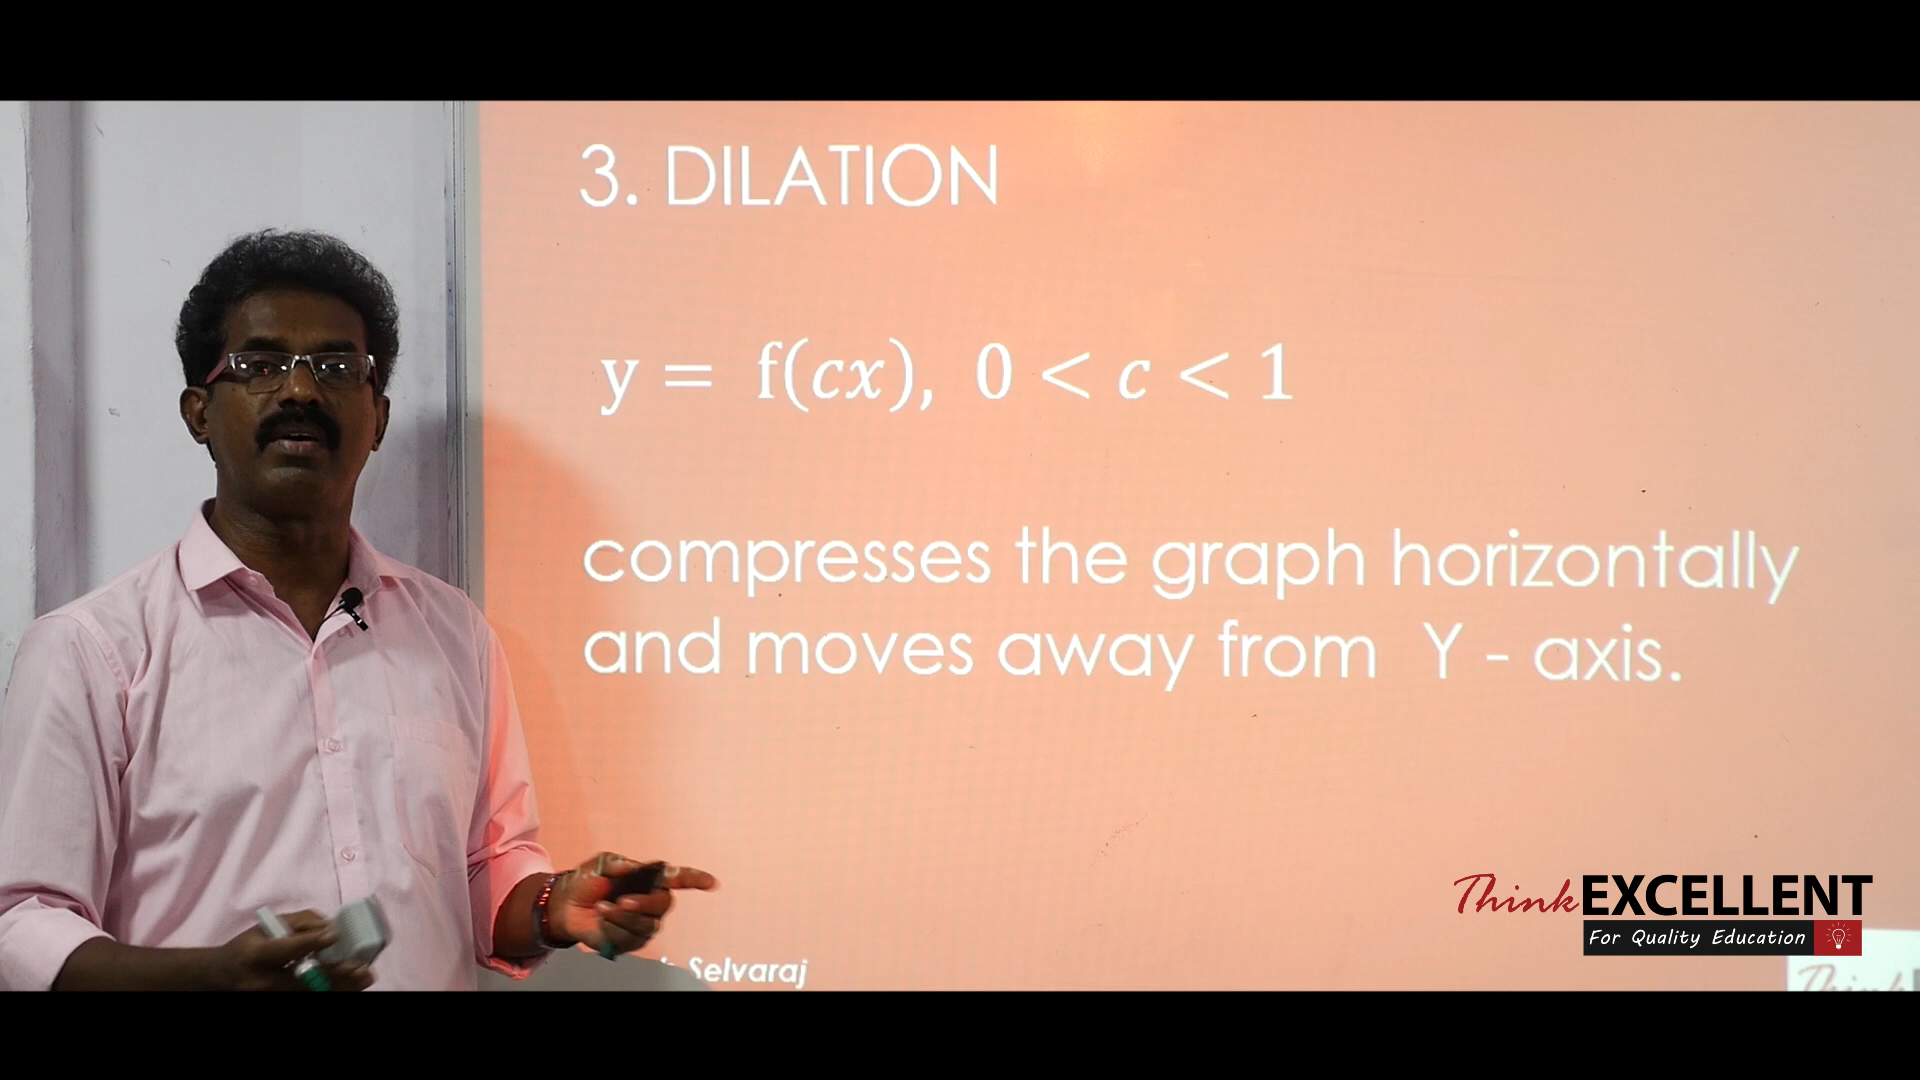 3. DILATION
y = f(cx), 0 < c < 1
compresses the graph horizontally
and moves away from Y - axis.
Selvaraj
Think EXCELLENT
For Quality Education
Think